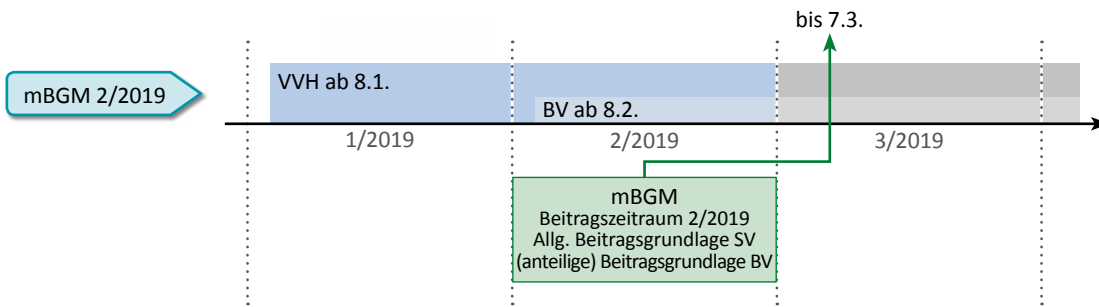 bis 7.3.
mBGM 2/2019
VVH ab 8.1.
BV ab 8.2.
1/2019
2/2019
3/2019
mBGM
Beitragszeitraum 2/2019
Allg. Beitragsgrundlage SV
(anteilige) Beitragsgrundlage BV